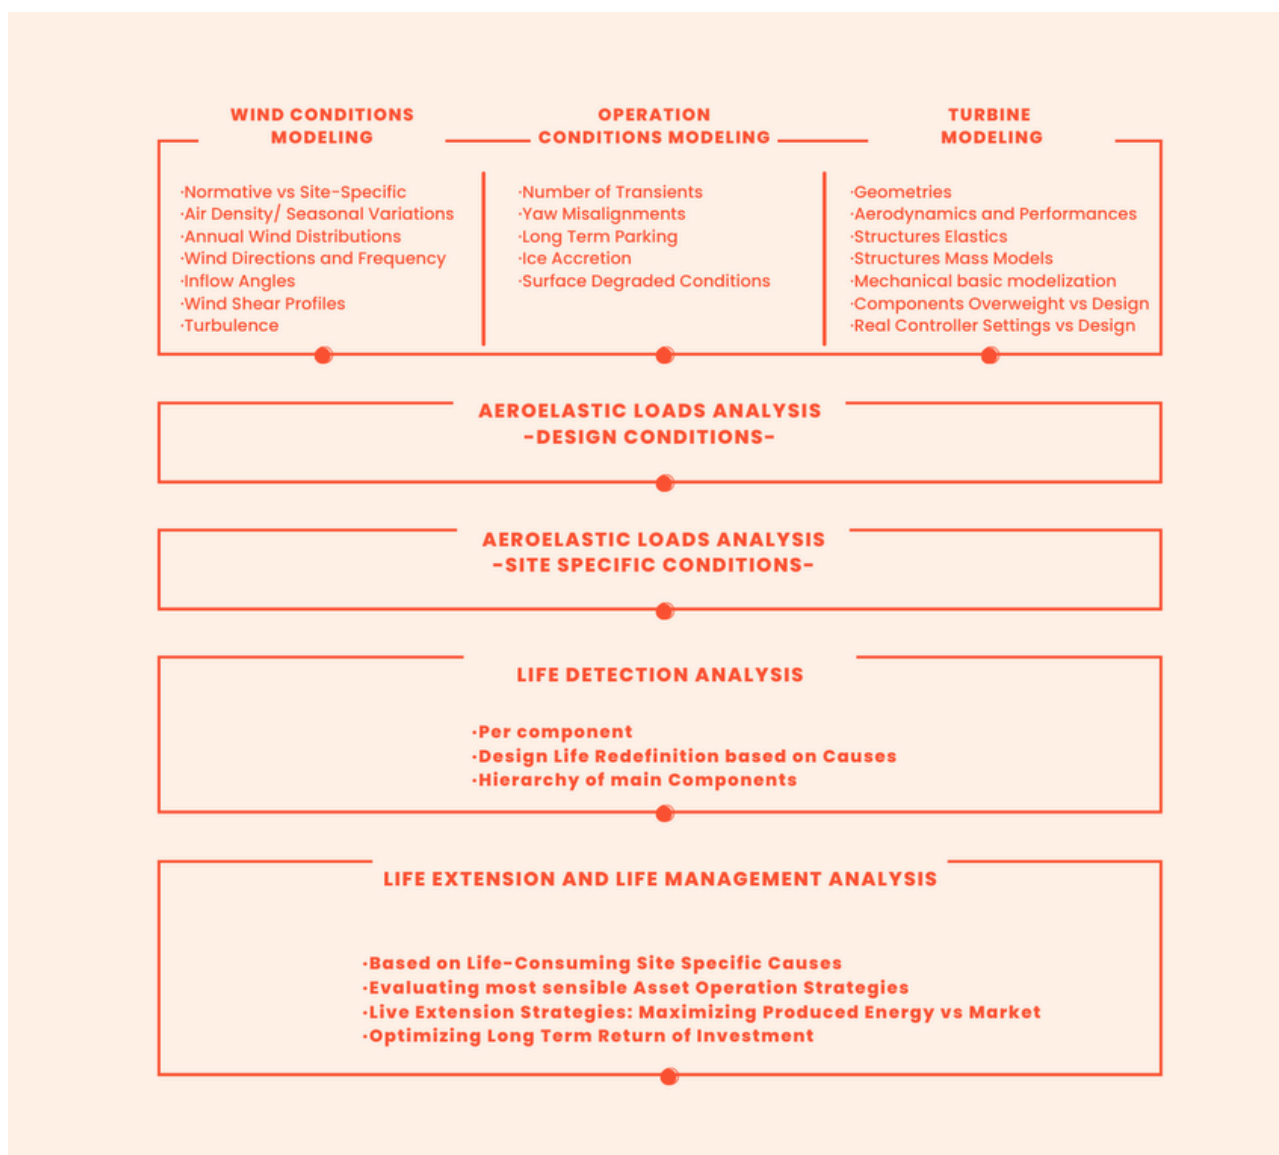 WIND CONDITIONS
MODELING
·Normative vs Site-Specific
·Air Density/ Seasonal Variations
·Annual Wind Distributions
·Wind Directions and Frequency
·Inflow Angles
·Wind Shear Profiles
·Turbulence
OPERATION
CONDITIONS MODELING
·Number of Transients
·Yaw Misalignments
·Long Term Parking
·Ice Accretion
·Surface Degraded Conditions
TURBINE
MODELING
·Geometries
·Aerodynamics and Performances
·Structures Elastics
·Structures Mass Models
·Mechanical basic modelization
·Components Overweight vs Design
·Real Controller Settings vs Design
AEROELASTIC LOADS ANALYSIS
-DESIGN CONDITIONS-
AEROELASTIC LOADS ANALYSIS
-SITE SPECIFIC CONDITIONS-
LIFE DETECTION ANALYSIS
·Per component
·Design Life Redefinition based on Causes
·Hierarchy of main Components
LIFE EXTENSION AND LIFE MANAGEMENT ANALYSIS
·Based on Life-Consuming Site Specific Causes
·Evaluating most sensible Asset Operation Strategies
·Live Extension Strategies: Maximizing Produced Energy vs Market
·Optimizing Long Term Return of Investment